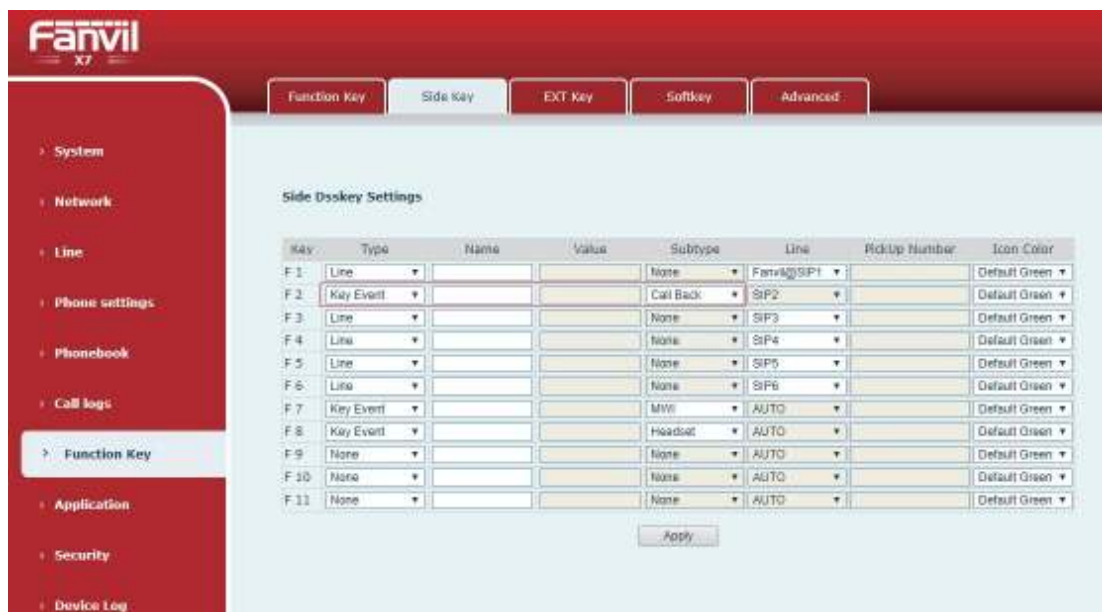 Fanvil
X7
Function Key Side Key EXT Key Softkey Advanced
System
Network
Line
Phone settings
Phonebook
Call logs
Function Key
Application
Security
Device Log
Side Dsskey Settings
Key Type Name Value Subtype Line PickUp Number Icon Color
F 1 Line None Fanvil@SIP1 Default Green
F 2 Key Event Call Back SIP2 Default Green
F 3 Line None SIP3 Default Green
F 4 Line None SIP4 Default Green
F 5 Line None SIP5 Default Green
F 6 Line None SIP6 Default Green
F 7 Key Event MWI AUTO Default Green
F 8 Key Event Headset AUTO Default Green
F 9 None None AUTO Default Green
F 10 None None AUTO Default Green
F 11 None None AUTO Default Green
Apply